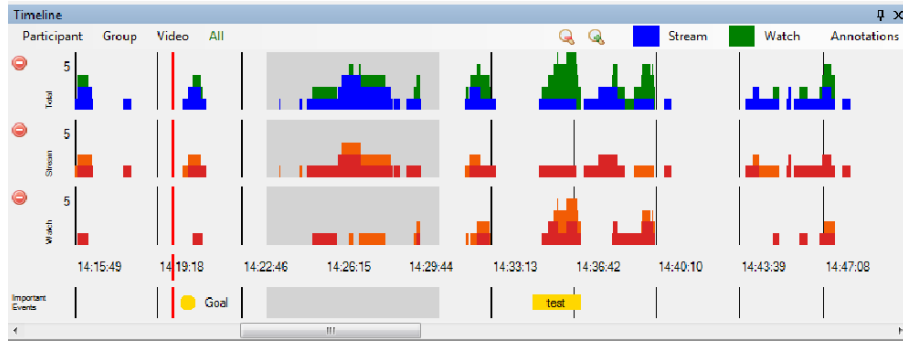 Timeline
Participant Group Video All Stream Watch Annotations
5
Total
5
Stream
5
Watch
14:15:49 14:19:18 14:22:46 14:26:15 14:29:44 14:33:13 14:36:42 14:40:10 14:43:39 14:47:08
Important
Events
Goal
test